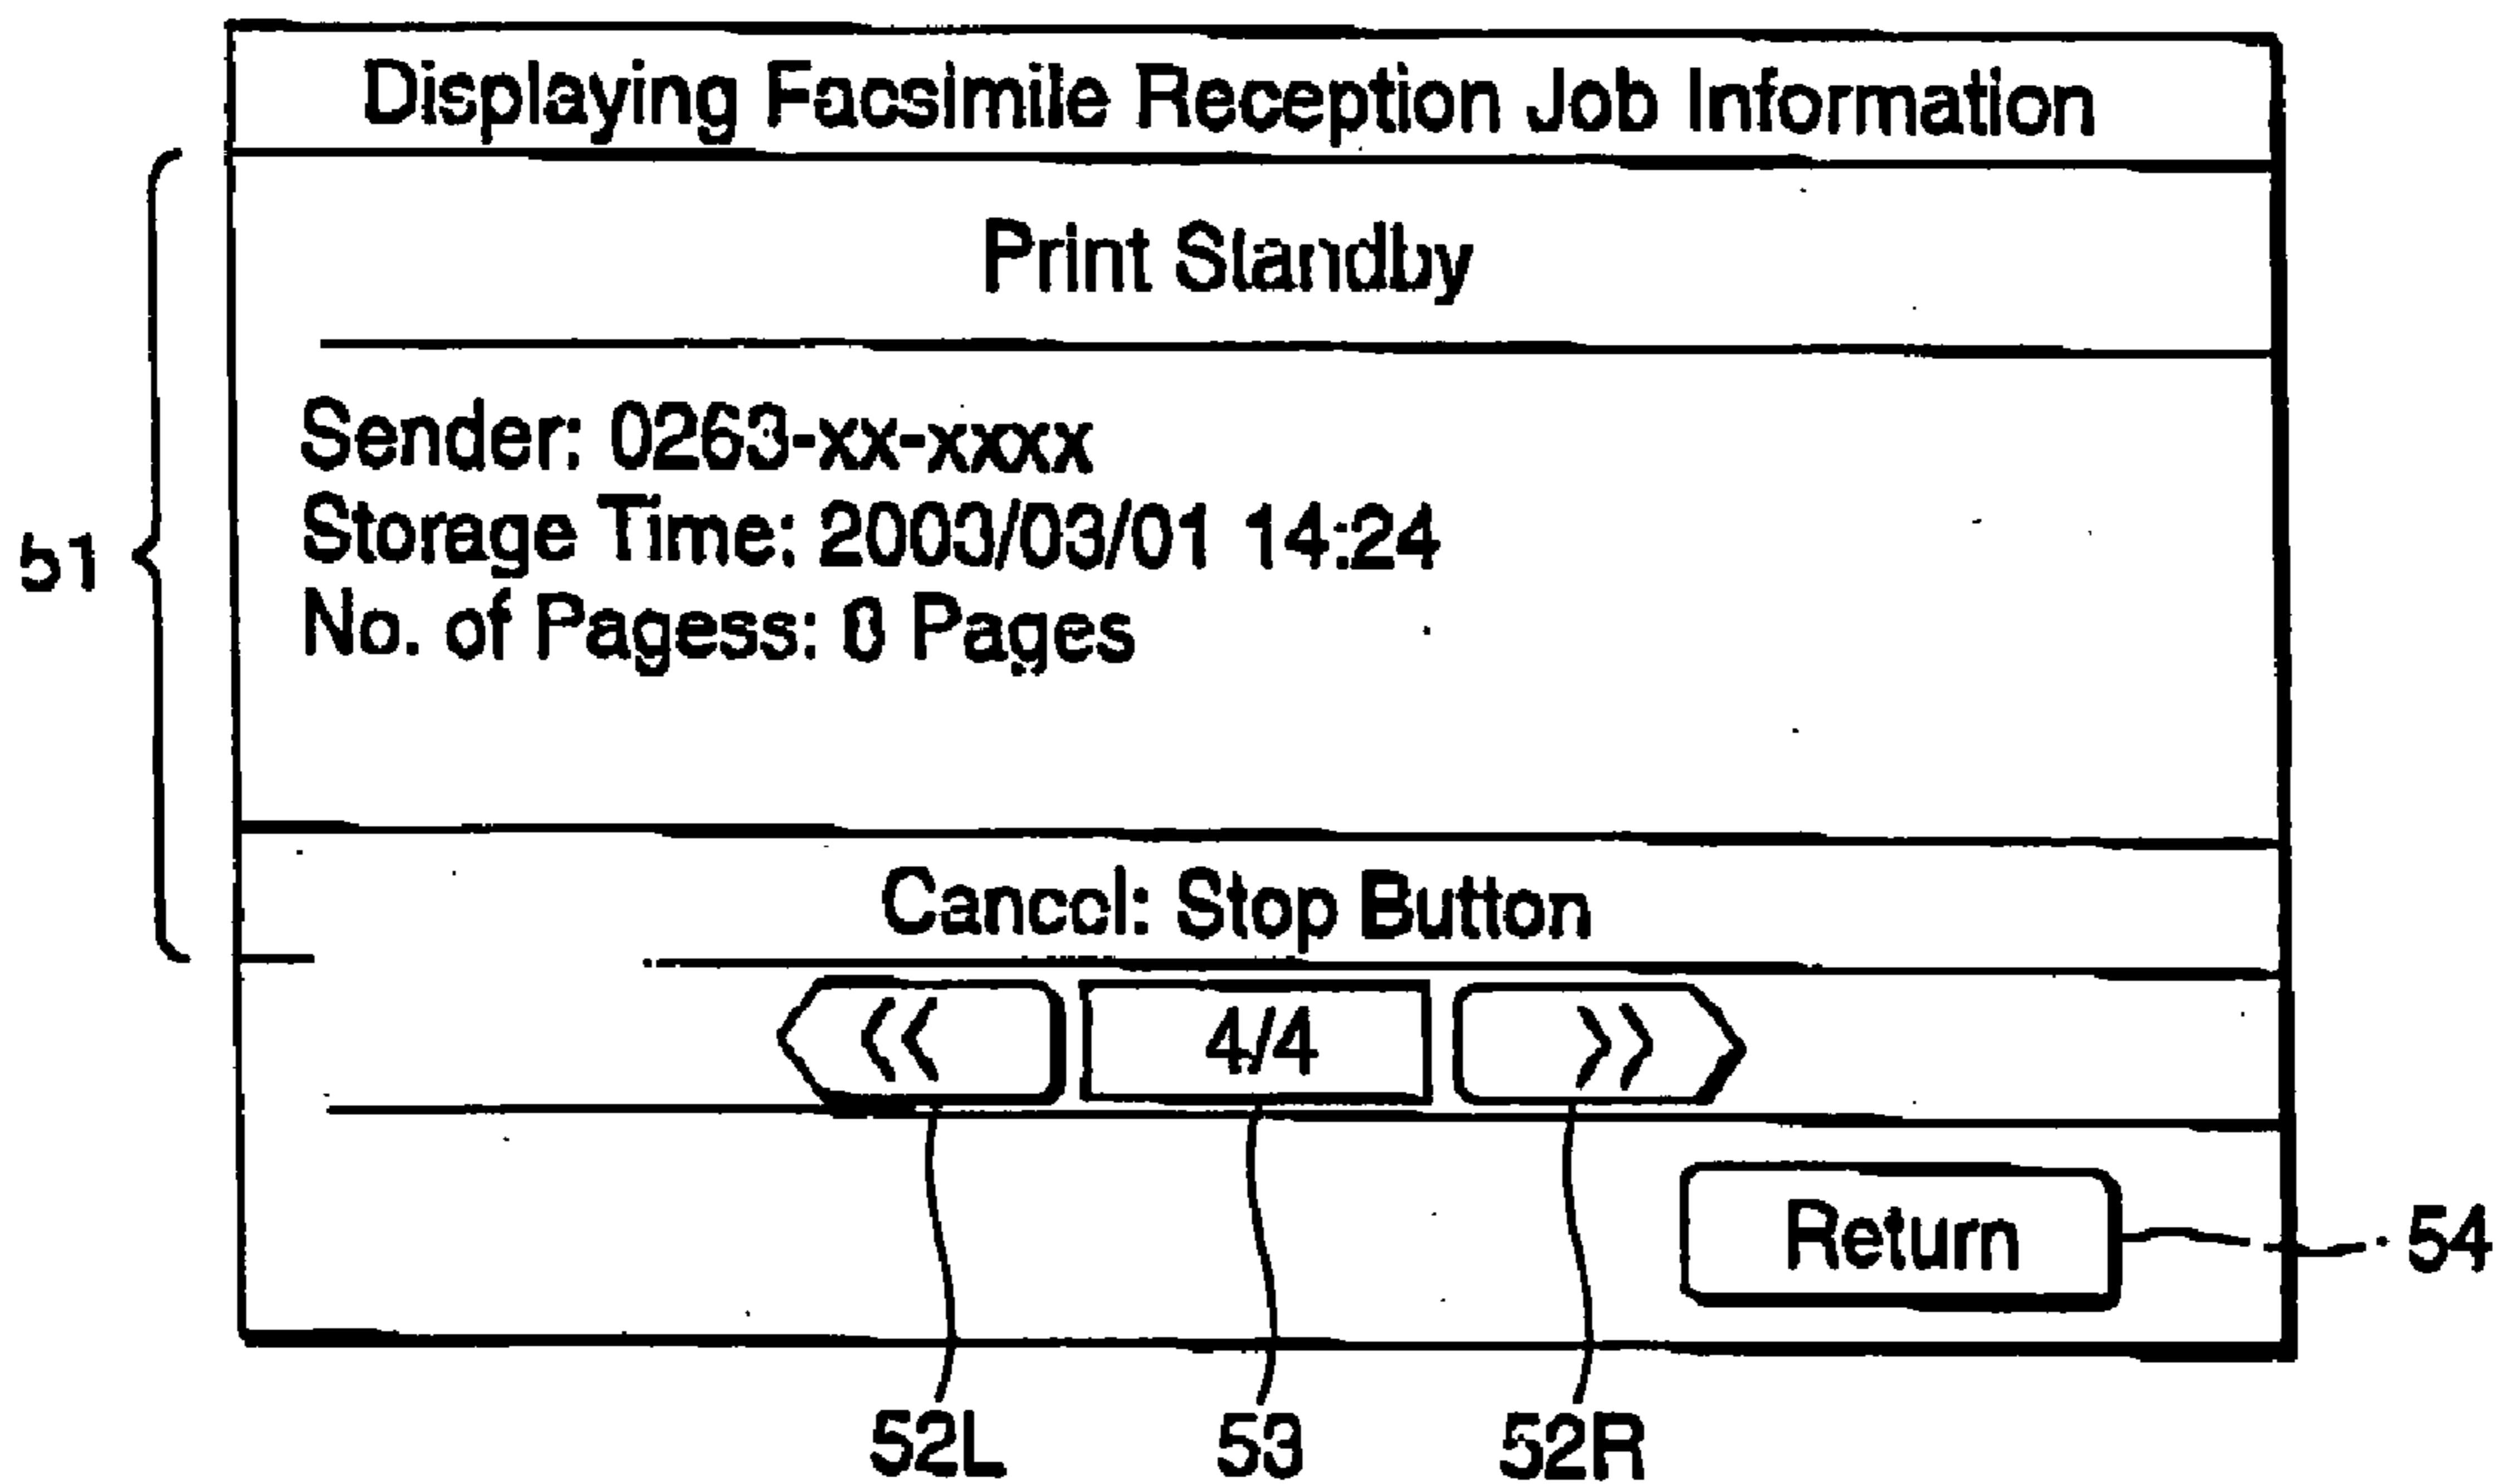 Displaying Facsimile Reception Job Information
Print Standby
Sender: 0263-xx-xxxx
Storage Time: 2003/03/01 14:24
51
No. of Pagess: Pages
Cancel: Stop Button
<< 4/4 >>
Return
54
52L 53 52R